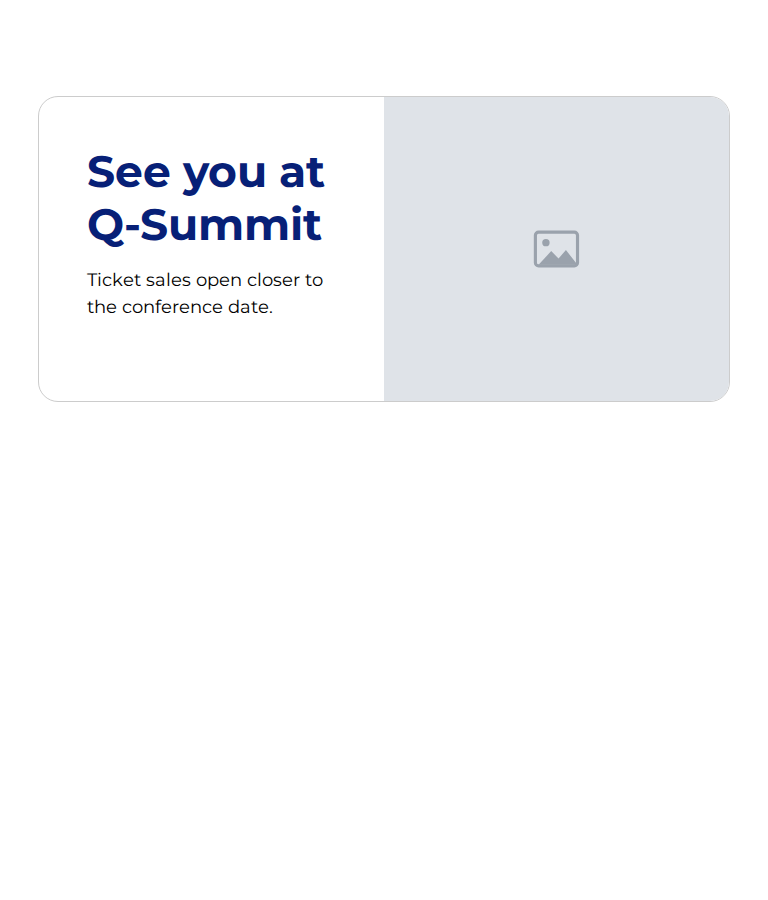 See you at
Q-Summit
Ticket sales open closer to
the conference date.